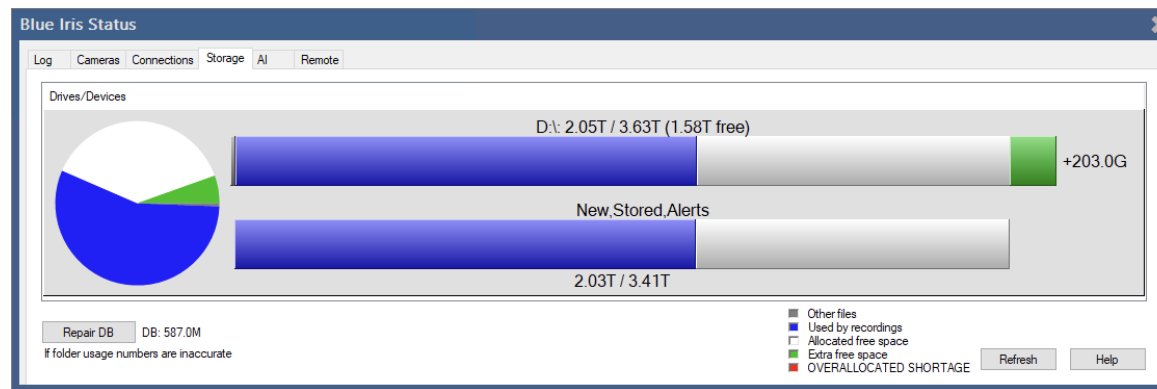 Blue Iris Status
Log Cameras Connections Storage AI Remote
Drives/Devices
D:\: 2.05T / 3.63T (1.58T free)
+203.0G
New,Stored,Alerts
2.03T / 3.41T
Repair DB DB: 587.0M
If folder usage numbers are inaccurate
Other files
Used by recordings
Allocated free space
Extra free space
OVERALLOCATED SHORTAGE
Refresh Help